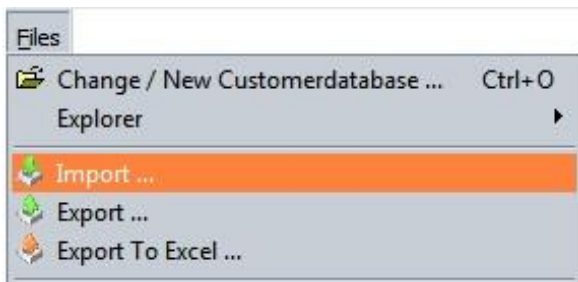 Files
Change / New Customerdatabase ... Ctrl+O
Explorer
Import ...
Export ...
Export To Excel ...